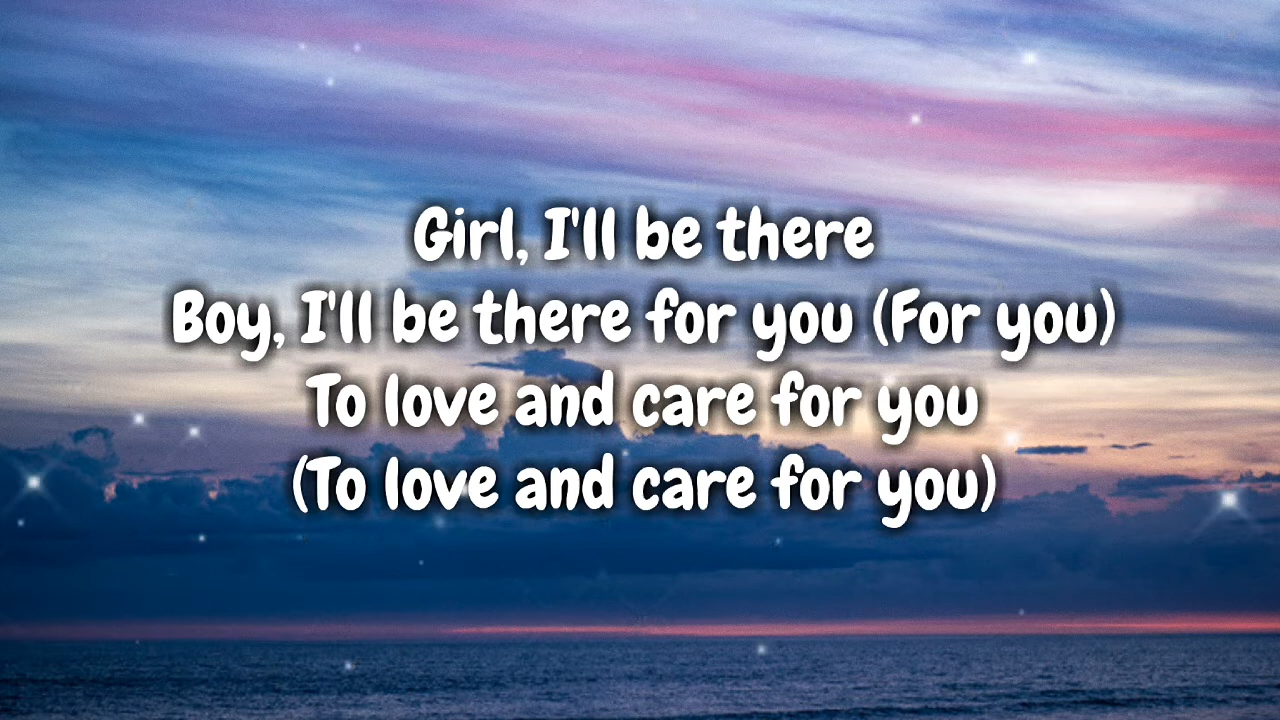 Girl, I'll be there
Boy, I'll be there for you (For you)
To love and care for you
(To love and care for you)